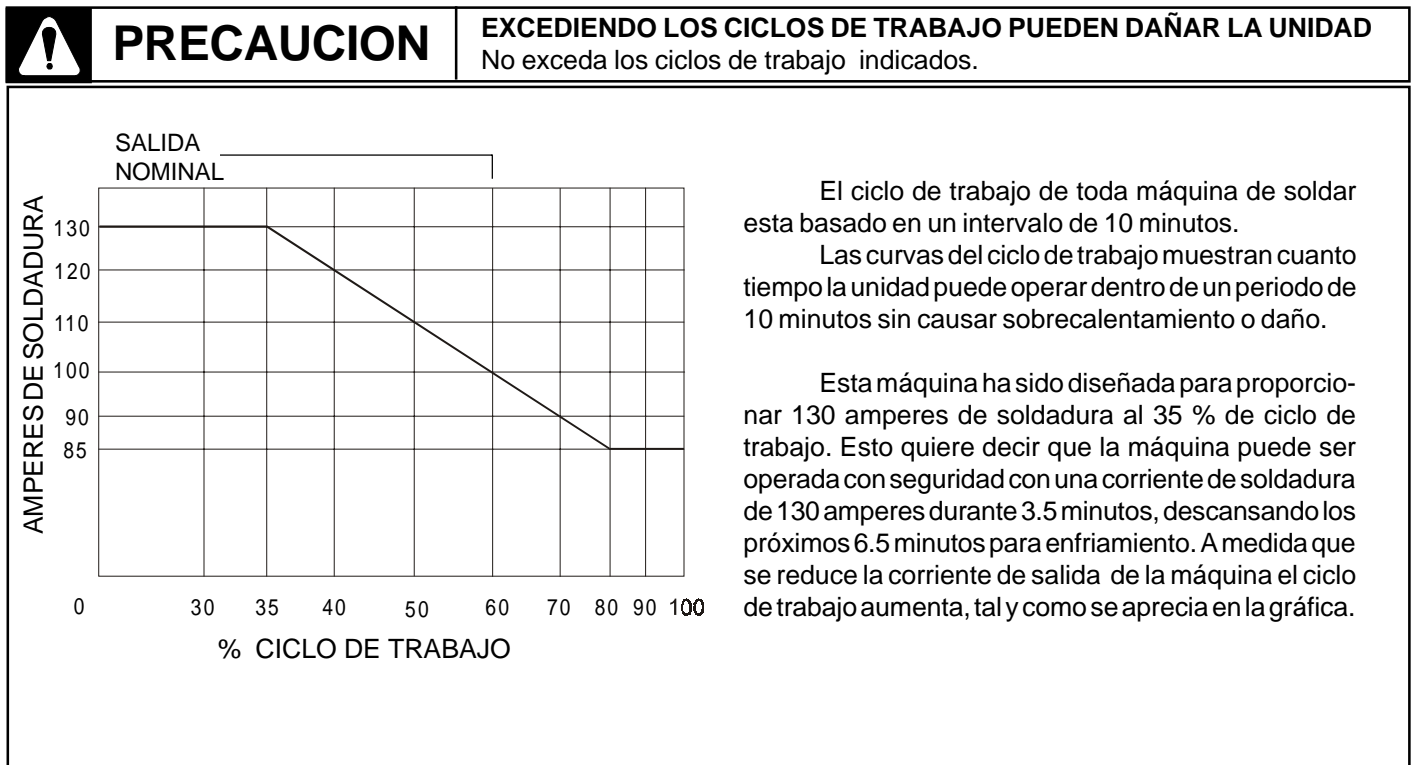 PRECAUCION
EXCEDIENDO LOS CICLOS DE TRABAJO PUEDEN DAÑAR LA UNIDAD
No exceda los ciclos de trabajo indicados.
SALIDA
NOMINAL
AMPERES DE SOLDADURA
130
120
110
100
90
85
0 30 35 40 50 60 70 80 90 100
% CICLO DE TRABAJO
El ciclo de trabajo de toda máquina de soldar
esta basado en un intervalo de 10 minutos.
Las curvas del ciclo de trabajo muestran cuanto
tiempo la unidad puede operar dentro de un periodo de
10 minutos sin causar sobrecalentamiento o daño.
Esta máquina ha sido diseñada para proporcio-
nar 130 amperes de soldadura al 35 % de ciclo de
trabajo. Esto quiere decir que la máquina puede ser
operada con seguridad con una corriente de soldadura
de 130 amperes durante 3.5 minutos, descansando los
próximos 6.5 minutos para enfriamiento. A medida que
se reduce la corriente de salida de la máquina el ciclo
de trabajo aumenta, tal y como se aprecia en la gráfica.